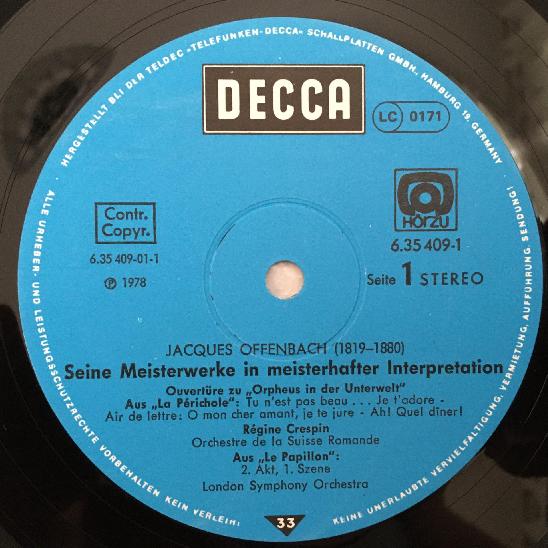 HERGESTELLT BEI DER TELDEC »TELEFUNKEN-DECCA« SCHALLPLATTEN GMBH., HAMBURG 19, GERMANY
DECCA
LC 0171
Contr.
Copyr.
HÖRZU
6.35 409-01-1
6.35 409-1
℗ 1978
Seite 1 STEREO
JACQUES OFFENBACH (1819–1880)
Seine Meisterwerke in meisterhafter Interpretation
Ouvertüre zu „Orpheus in der Unterwelt"
Aus „La Périchole": Tu n'est pas beau . . . Je t'adore -
Air de lettre: O mon cher amant, je te jure - Ah! Quel dîner!
Régine Crespin
Orchestre de la Suisse Romande
Aus „Le Papillon":
2. Akt, 1. Szene
London Symphony Orchestra
33
ALLE URHEBER- UND LEISTUNGSSCHUTZRECHTE VORBEHALTEN KEIN VERLEIH!
KEINE UNERLAUBTE VERVIELFÄLTIGUNG, VERMIETUNG, AUFFÜHRUNG, SENDUNG!